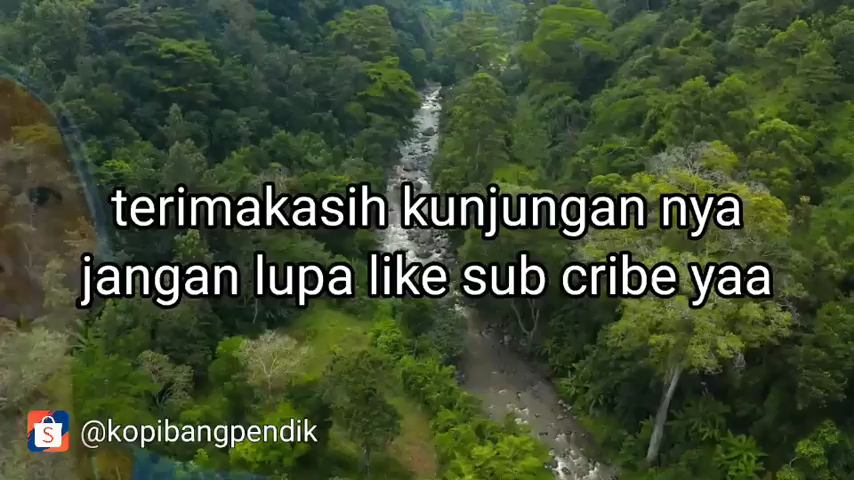 terimakasih kunjungan nya
jangan lupa like sub cribe yaa
@kopibangpendik